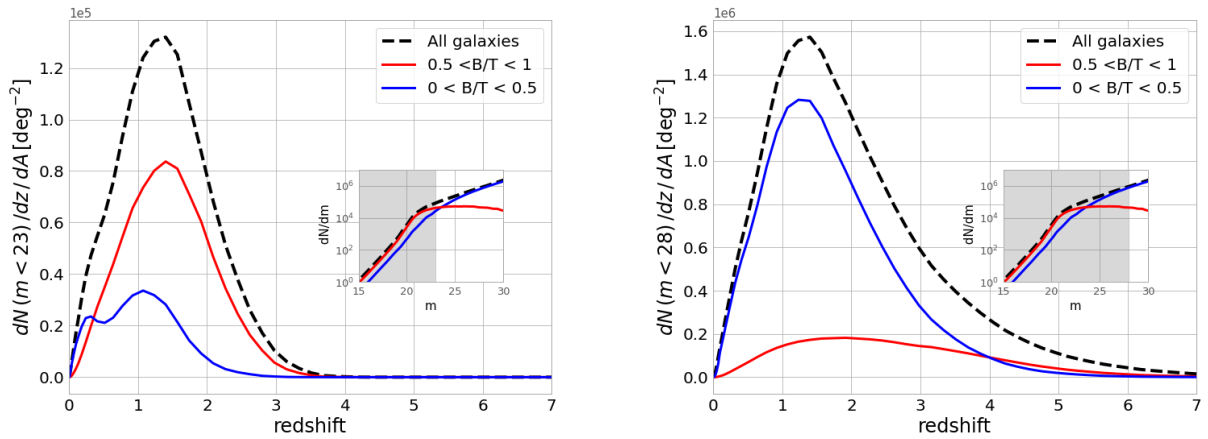 1e5
All galaxies
0.5 <B/T < 1
0 < B/T < 0.5
dN (m < 23) / dz / dA [deg⁻²]
1.2
1.0
0.8
0.6
0.4
0.2
0.0
0 1 2 3 4 5 6 7
redshift
dN/dm
10⁶
10⁴
10²
10⁰
15 20 25 30
m
1e6
All galaxies
0.5 <B/T < 1
0 < B/T < 0.5
dN (m < 28) / dz / dA [deg⁻²]
1.6
1.4
1.2
1.0
0.8
0.6
0.4
0.2
0.0
0 1 2 3 4 5 6 7
redshift
dN/dm
10⁶
10⁴
10²
10⁰
15 20 25 30
m